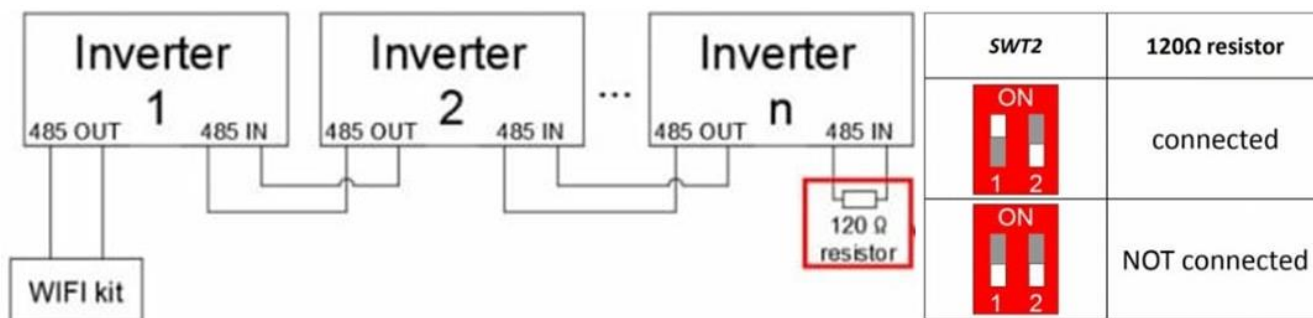 Inverter
1
485 OUT
485 IN
Inverter
2
485 OUT
485 IN
...
Inverter
n
485 OUT
485 IN
120 Ω
resistor
WIFI kit
SWT2
120Ω resistor
ON
1 2
connected
ON
1 2
NOT connected